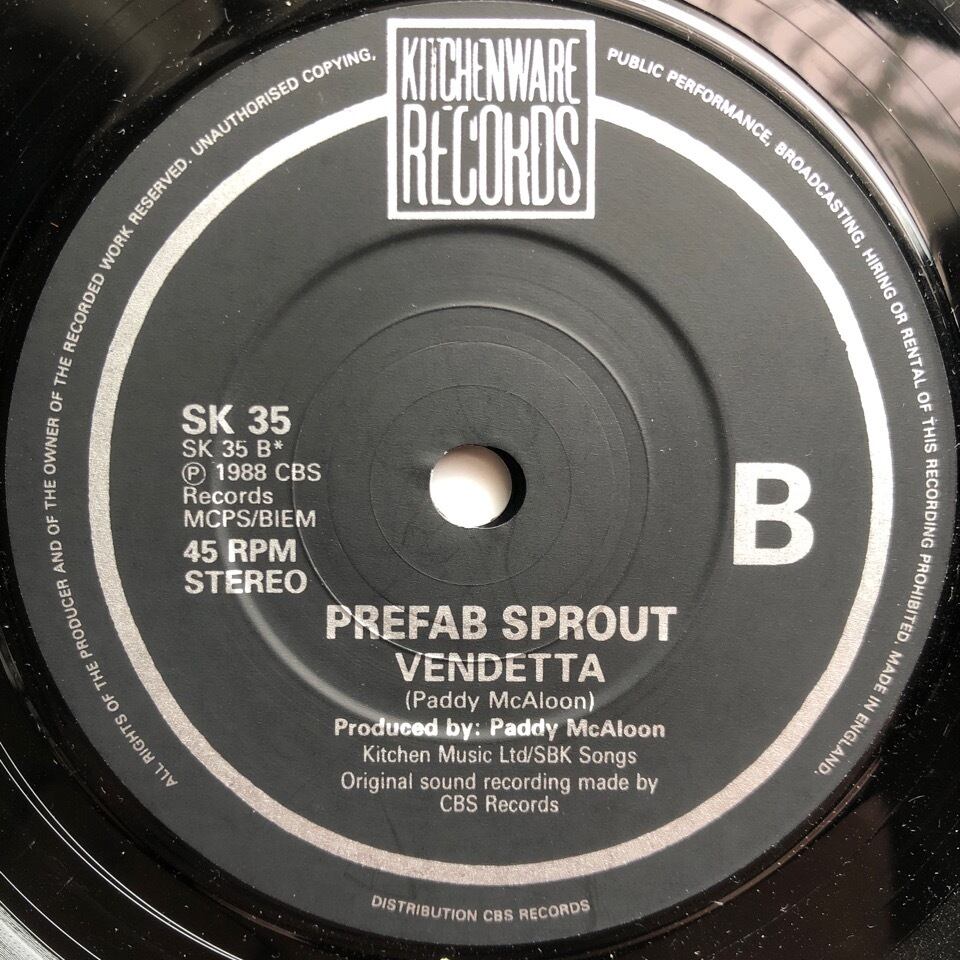 KITCHENWARE
RECORDS
ALL RIGHTS OF THE PRODUCER AND OF THE OWNER OF THE RECORDED WORK RESERVED. UNAUTHORISED COPYING, PUBLIC PERFORMANCE, BROADCASTING, HIRING OR RENTAL OF THIS RECORDING PROHIBITED. MADE IN ENGLAND.
SK 35
SK 35 B*
℗ 1988 CBS
Records
MCPS/BIEM
45 RPM
STEREO
B
PREFAB SPROUT
VENDETTA
(Paddy McAloon)
Produced by: Paddy McAloon
Kitchen Music Ltd/SBK Songs
Original sound recording made by
CBS Records
DISTRIBUTION CBS RECORDS